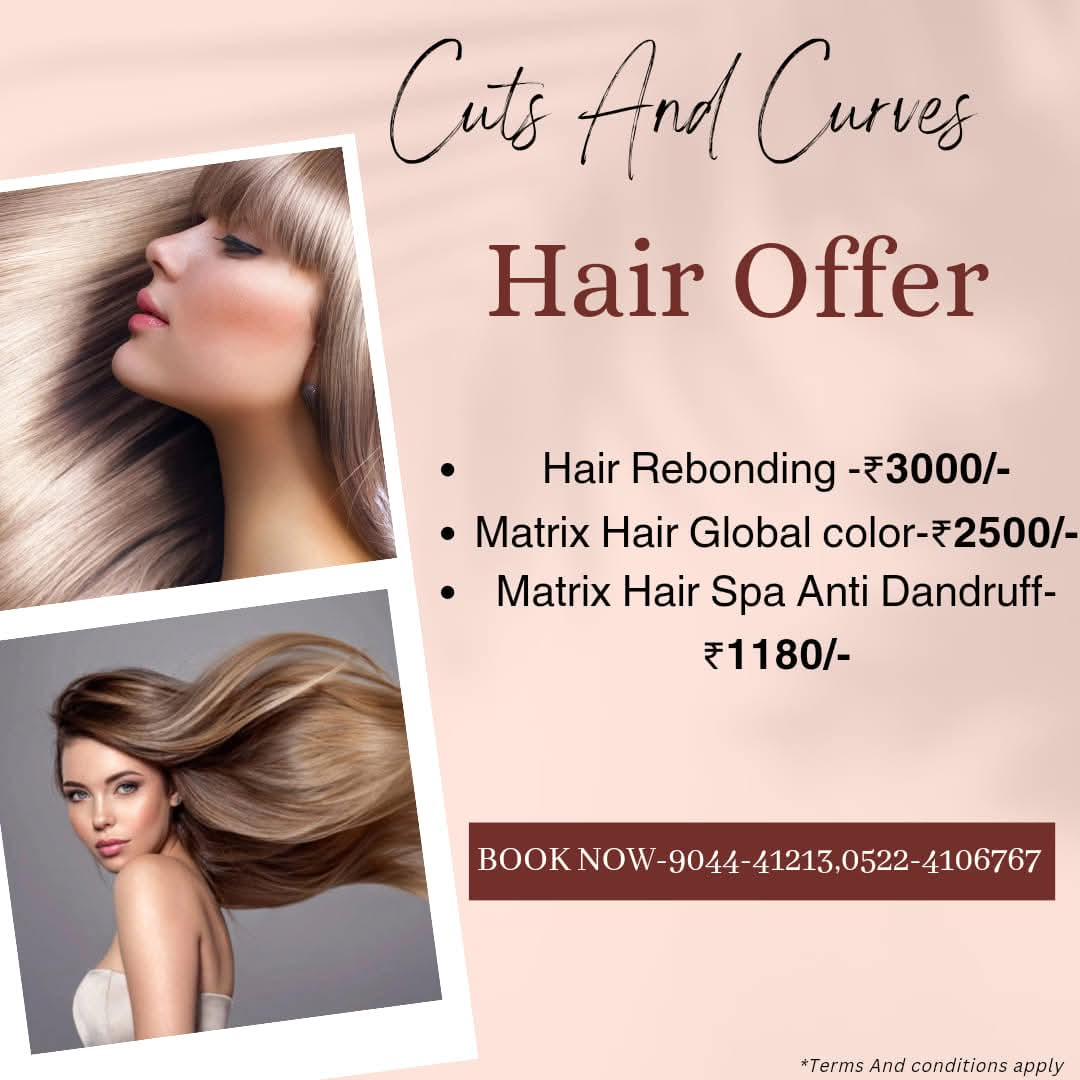 Cuts And Curves
Hair Offer
• Hair Rebonding -₹3000/-
• Matrix Hair Global color-₹2500/-
• Matrix Hair Spa Anti Dandruff-
₹1180/-
BOOK NOW-9044-41213,0522-4106767
*Terms And conditions apply